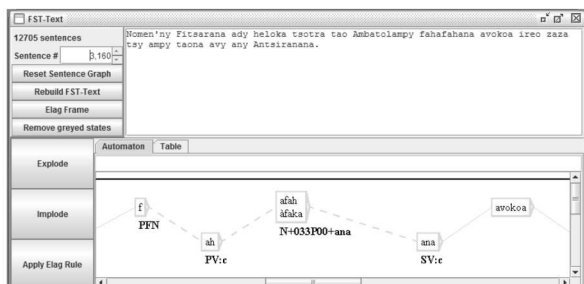 FST-Text
12705 sentences
Nomen'ny Fitsarana ady heloka tsotra tao Ambatolampy fahafahana avokoa ireo zaza
tsy ampy taona avy any Antsiranana.
Sentence #
3,160
Reset Sentence Graph
Rebuild FST-Text
Elag Frame
Remove greyed states
Explode
Implode
Apply Elag Rule
Automaton
Table
f
PFN
ah
PV:c
afah
àfaka
N+033P00+ana
ana
SV:c
avokoa